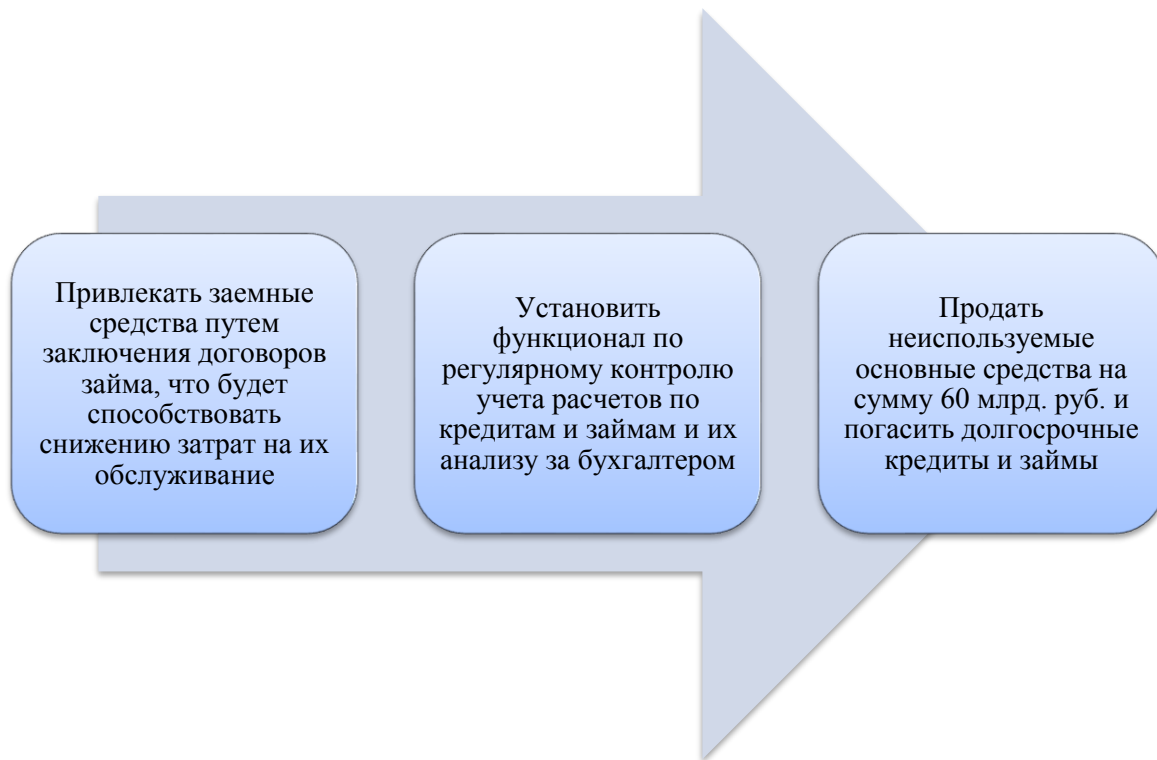 Привлекать заемные
средства путем
заключения договоров
займа, что будет
способствовать
снижению затрат на их
обслуживание
Установить
функционал по
регулярному контролю
учета расчетов по
кредитам и займам и их
анализу за бухгалтером
Продать
неиспользуемые
основные средства на
сумму 60 млрд. руб. и
погасить долгосрочные
кредиты и займы